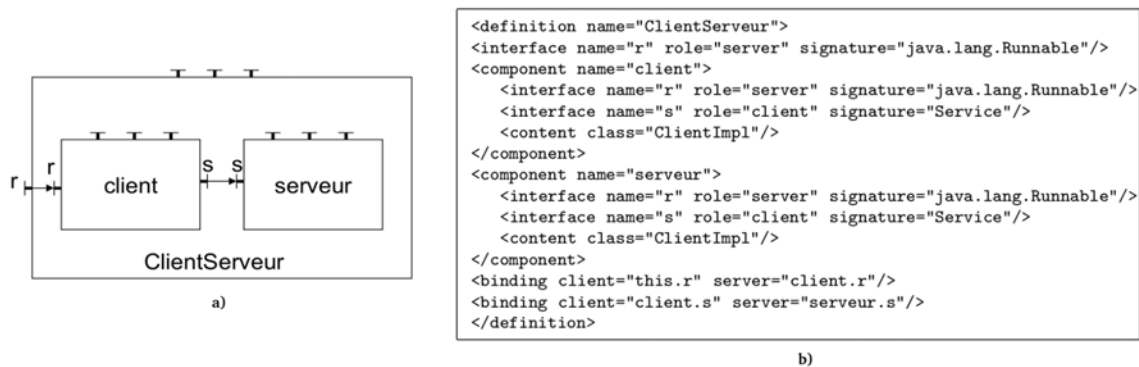 r
r
client
s
s
serveur
ClientServeur
a)
<definition name="ClientServeur">
<interface name="r" role="server" signature="java.lang.Runnable"/>
<component name="client">
<interface name="r" role="server" signature="java.lang.Runnable"/>
<interface name="s" role="client" signature="Service"/>
<content class="ClientImpl"/>
</component>
<component name="serveur">
<interface name="r" role="server" signature="java.lang.Runnable"/>
<interface name="s" role="client" signature="Service"/>
<content class="ClientImpl"/>
</component>
<binding client="this.r" server="client.r"/>
<binding client="client.s" server="serveur.s"/>
</definition>
b)